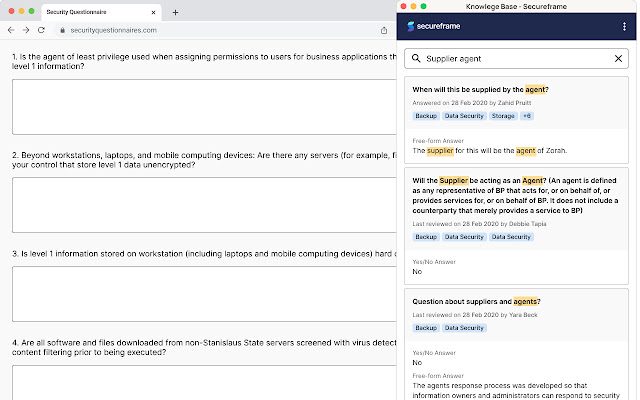 Security Questionnaire
securityquestionnaires.com
1. Is the agent of least privilege used when assigning permissions to users for business applications th
level 1 information?
2. Beyond workstations, laptops, and mobile computing devices: Are there any servers (for example, fi
your control that store level 1 data unencrypted?
3. Is level 1 information stored on workstation (including laptops and mobile computing devices) hard
4. Are all software and files downloaded from non-Stanislaus State servers screened with virus detect
content filtering prior to being executed?
Knowlege Base - Secureframe
secureframe
Supplier agent
When will this be supplied by the agent?
Answered on 28 Feb 2020 by Zahid Pruitt
Backup Data Security Storage +6
Free-form Answer
The supplier for this will be the agent of Zorah.
Will the Supplier be acting as an Agent? (An agent is defined
as any representative of BP that acts for, or on behalf of, or
provides services for, or on behalf of BP. It does not include a
counterparty that merely provides a service to BP)
Last reviewed on 28 Feb 2020 by Debbie Tapia
Backup Data Security Data Security
Yes/No Answer
No
Question about suppliers and agents?
Last reviewed on 28 Feb 2020 by Yara Beck
Backup Data Security
Yes/No Answer
No
Free-form Answer
The agents response process was developed so that
information owners and administrators can respond to security